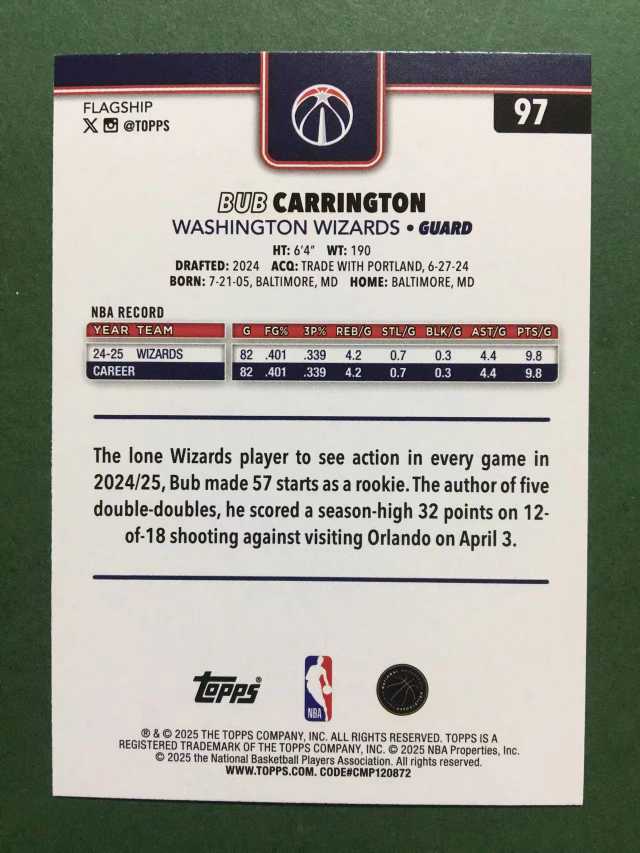 FLAGSHIP
X @TOPPS
97
BUB CARRINGTON
WASHINGTON WIZARDS • GUARD
HT: 6'4" WT: 190
DRAFTED: 2024 ACQ: TRADE WITH PORTLAND, 6-27-24
BORN: 7-21-05, BALTIMORE, MD HOME: BALTIMORE, MD
NBA RECORD
YEAR TEAM G FG% 3P% REB/G STL/G BLK/G AST/G PTS/G
24-25 WIZARDS 82 .401 .339 4.2 0.7 0.3 4.4 9.8
CAREER 82 .401 .339 4.2 0.7 0.3 4.4 9.8
The lone Wizards player to see action in every game in
2024/25, Bub made 57 starts as a rookie. The author of five
double-doubles, he scored a season-high 32 points on 12-
of-18 shooting against visiting Orlando on April 3.
Topps®
NBA
® & © 2025 THE TOPPS COMPANY, INC. ALL RIGHTS RESERVED. TOPPS IS A
REGISTERED TRADEMARK OF THE TOPPS COMPANY, INC. © 2025 NBA Properties, Inc.
© 2025 the National Basketball Players Association. All rights reserved.
WWW.TOPPS.COM. CODE#CMP120872